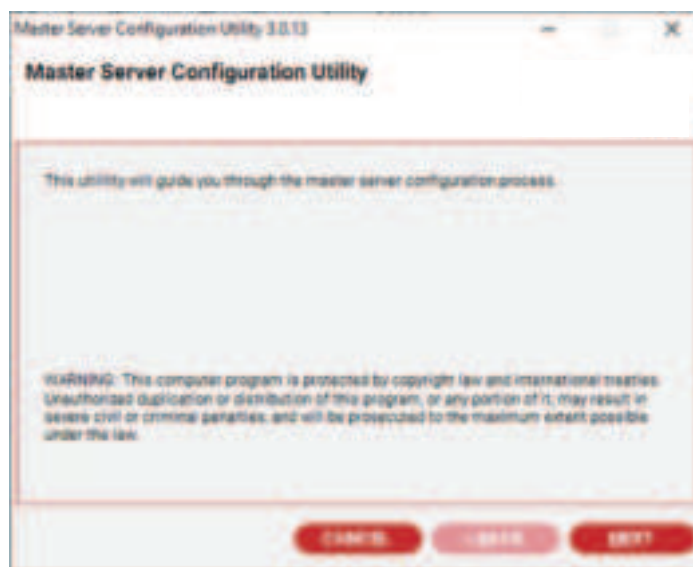 Master Server Configuration Utility 3.0.13
Master Server Configuration Utility
This utility will guide you through the master server configuration process.
WARNING: This computer program is protected by copyright law and international treaties.
Unauthorized duplication or distribution of this program, or any portion of it, may result in
severe civil or criminal penalties, and will be prosecuted to the maximum extent possible
under the law.
CANCEL < BACK NEXT